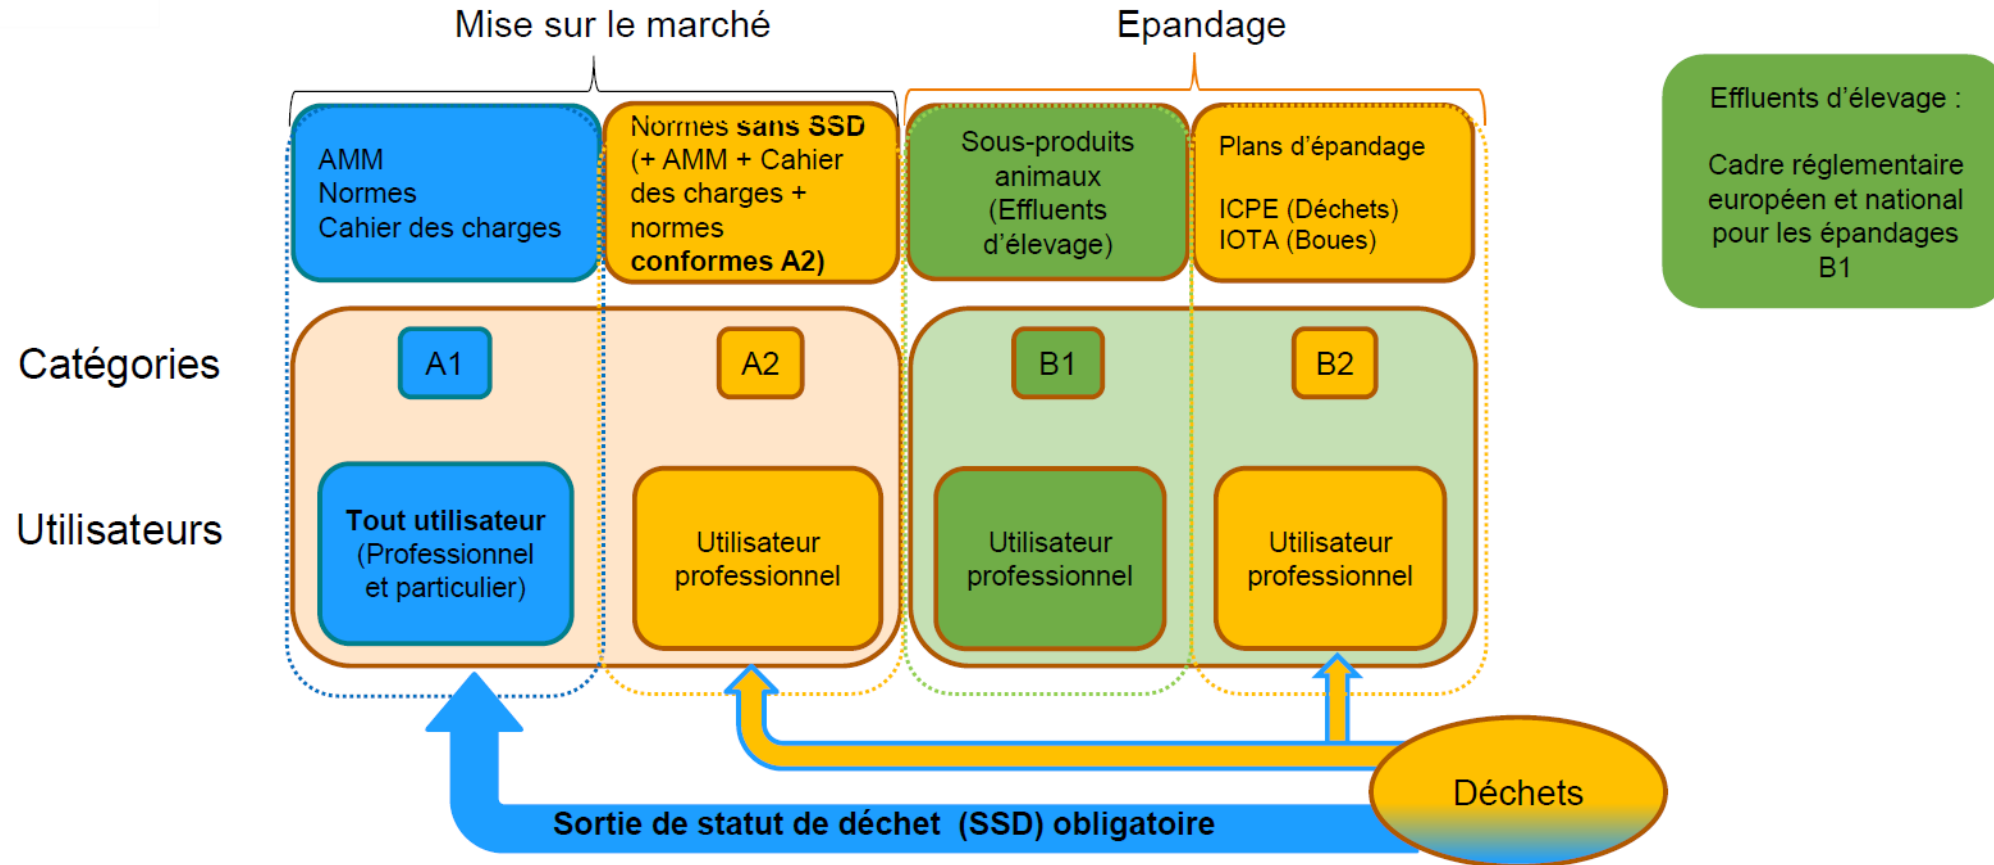 Mise sur le marché
Epandage
AMM
Normes
Cahier des charges
Normes sans SSD
(+ AMM + Cahier
des charges +
normes
conformes A2)
Sous-produits
animaux
(Effluents
d'élevage)
Plans d'épandage
ICPE (Déchets)
IOTA (Boues)
Effluents d'élevage :
Cadre réglementaire
européen et national
pour les épandages
B1
Catégories
A1
A2
B1
B2
Utilisateurs
Tout utilisateur
(Professionnel
et particulier)
Utilisateur
professionnel
Utilisateur
professionnel
Utilisateur
professionnel
Déchets
Sortie de statut de déchet (SSD) obligatoire